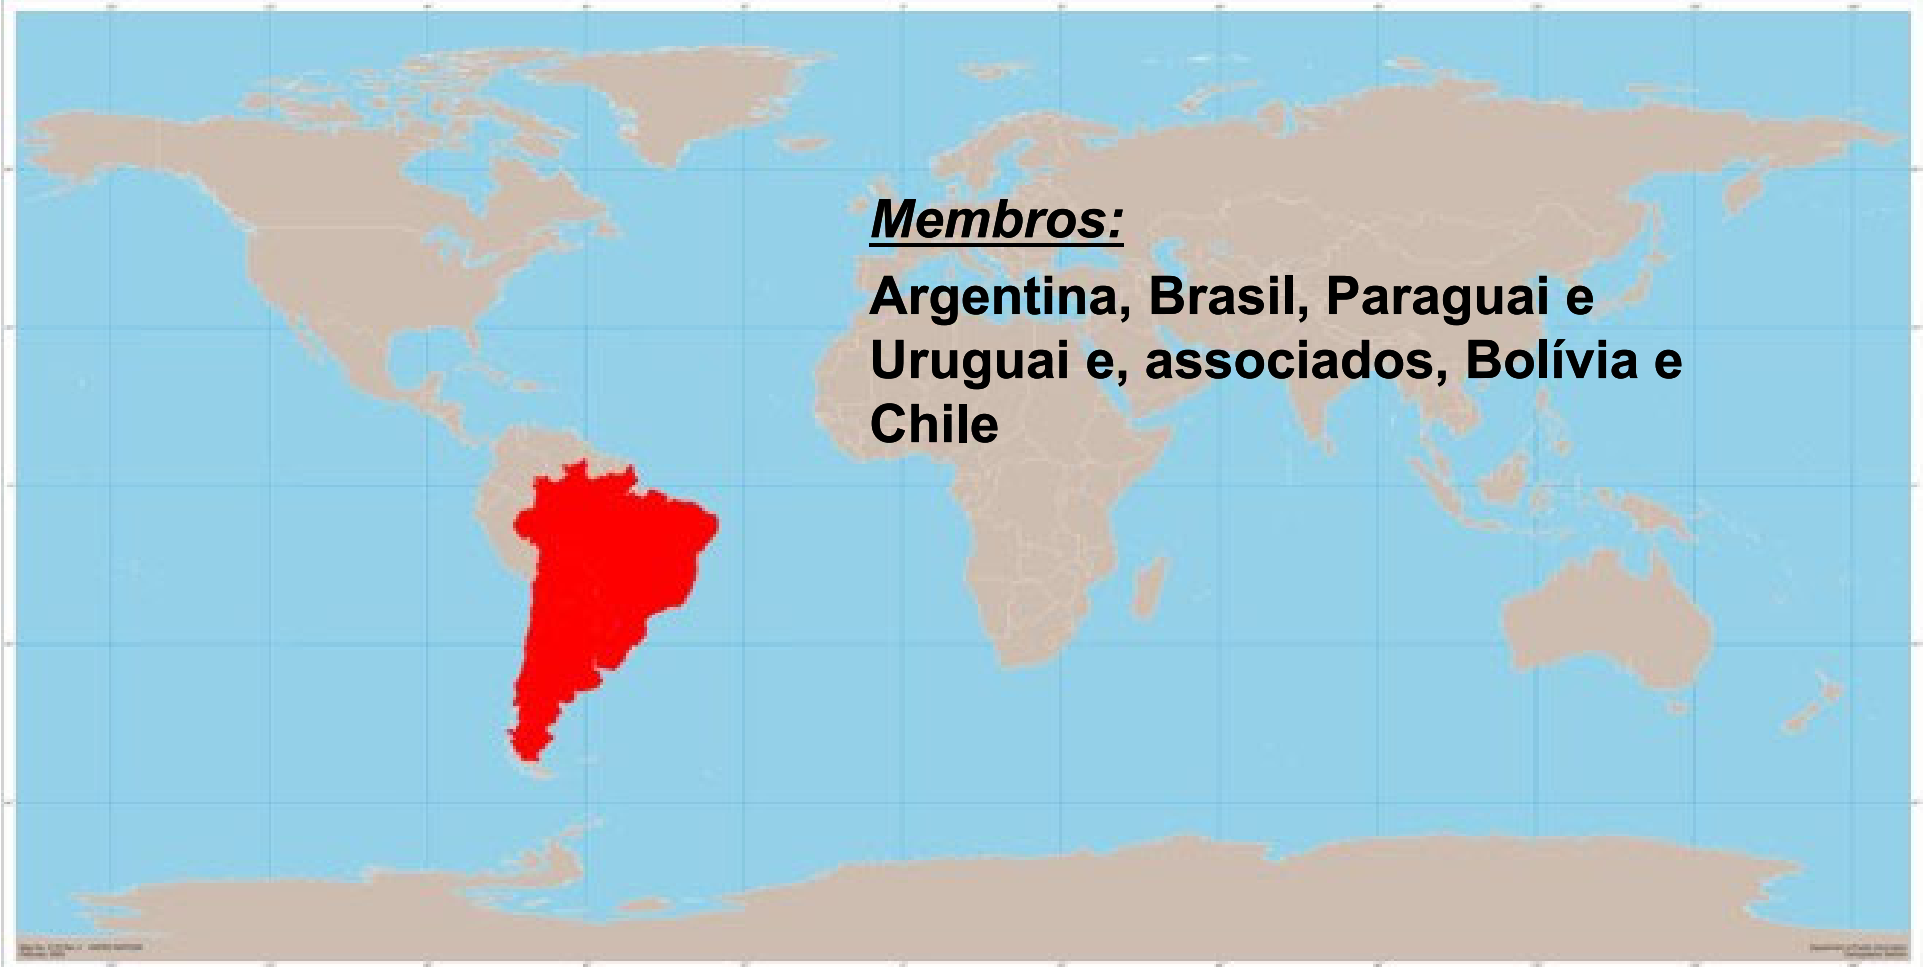 Membros:
Argentina, Brasil, Paraguai e
Uruguai e, associados, Bolívia e
Chile